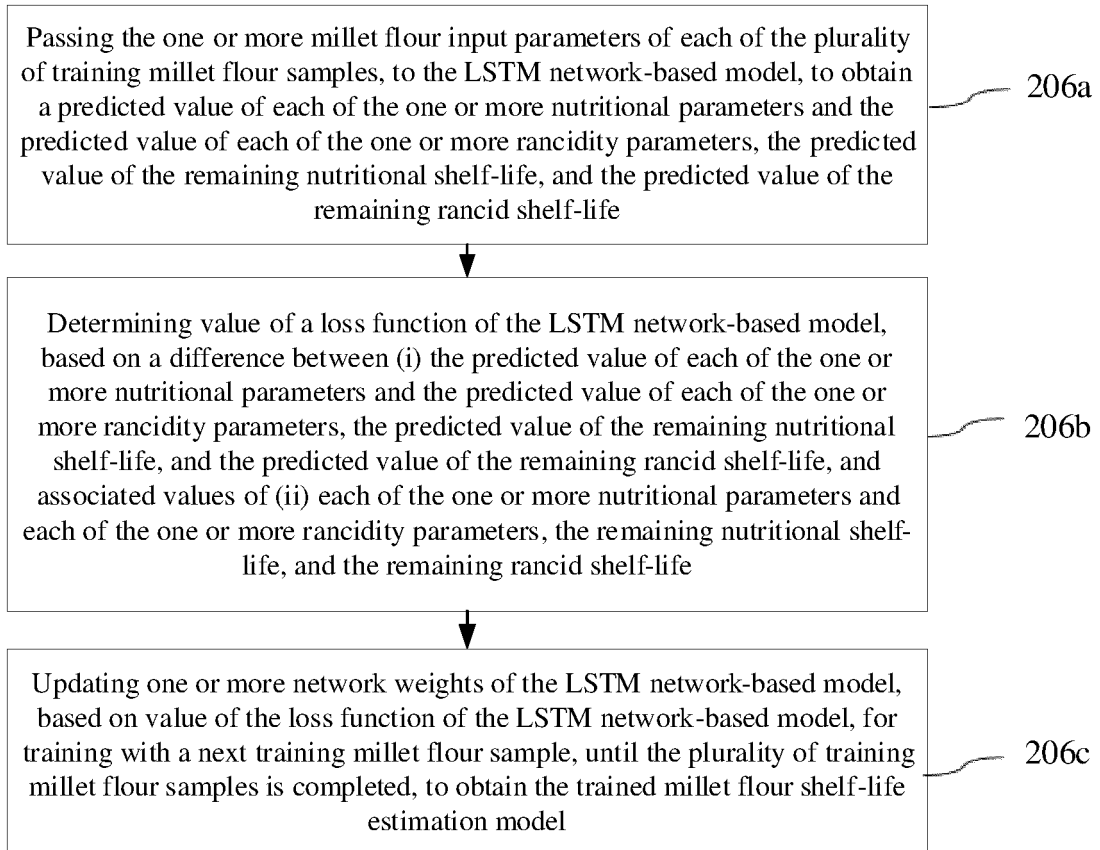 Passing the one or more millet flour input parameters of each of the plurality
of training millet flour samples, to the LSTM network-based model, to obtain
a predicted value of each of the one or more nutritional parameters and the
predicted value of each of the one or more rancidity parameters, the predicted
value of the remaining nutritional shelf-life, and the predicted value of the
remaining rancid shelf-life
206a
Determining value of a loss function of the LSTM network-based model,
based on a difference between (i) the predicted value of each of the one or
more nutritional parameters and the predicted value of each of the one or
more rancidity parameters, the predicted value of the remaining nutritional
shelf-life, and the predicted value of the remaining rancid shelf-life, and
associated values of (ii) each of the one or more nutritional parameters and
each of the one or more rancidity parameters, the remaining nutritional shelf-
life, and the remaining rancid shelf-life
206b
Updating one or more network weights of the LSTM network-based model,
based on value of the loss function of the LSTM network-based model, for
training with a next training millet flour sample, until the plurality of training
millet flour samples is completed, to obtain the trained millet flour shelf-life
estimation model
206c